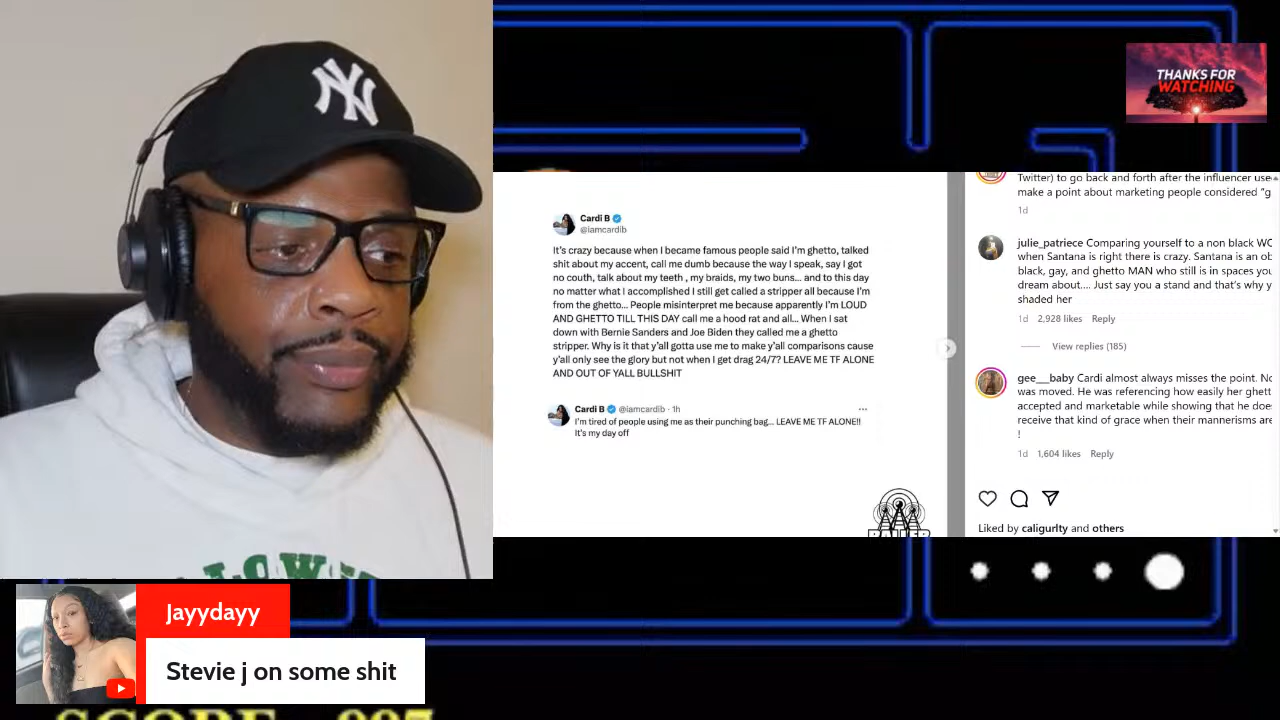 NY
THANKS FOR
WATCHING
Cardi B
@iamcardib
It's crazy because when I became famous people said I'm ghetto, talked
shit about my accent, call me dumb because the way I speak, say I got
no couth, talk about my teeth , my braids, my two buns... and to this day
no matter what I accomplished I still get called a stripper all because I'm
from the ghetto... People misinterpret me because apparently I'm LOUD
AND GHETTO TILL THIS DAY call me a hood rat and all... When I sat
down with Bernie Sanders and Joe Biden they called me a ghetto
stripper. Why is it that y'all gotta use me to make y'all comparisons cause
y'all only see the glory but not when I get drag 24/7? LEAVE ME TF ALONE
AND OUT OF YALL BULLSHIT
Cardi B @iamcardib · 1h
I'm tired of people using me as their punching bag... LEAVE ME TF ALONE!!
It's my day off
Twitter) to go back and forth after the influencer use
make a point about marketing people considered "g
1d
julie_patriece Comparing yourself to a non black WO
when Santana is right there is crazy. Santana is an ob
black, gay, and ghetto MAN who still is in spaces you
dream about.... Just say you a stand and that's why y
shaded her
1d 2,928 likes Reply
View replies (185)
gee__baby Cardi almost always misses the point. No
was moved. He was referencing how easily her ghett
accepted and marketable while showing that he doe
receive that kind of grace when their mannerisms are
!
1d 1,604 likes Reply
Liked by caligurlty and others
Jayydayy
Stevie j on some shit